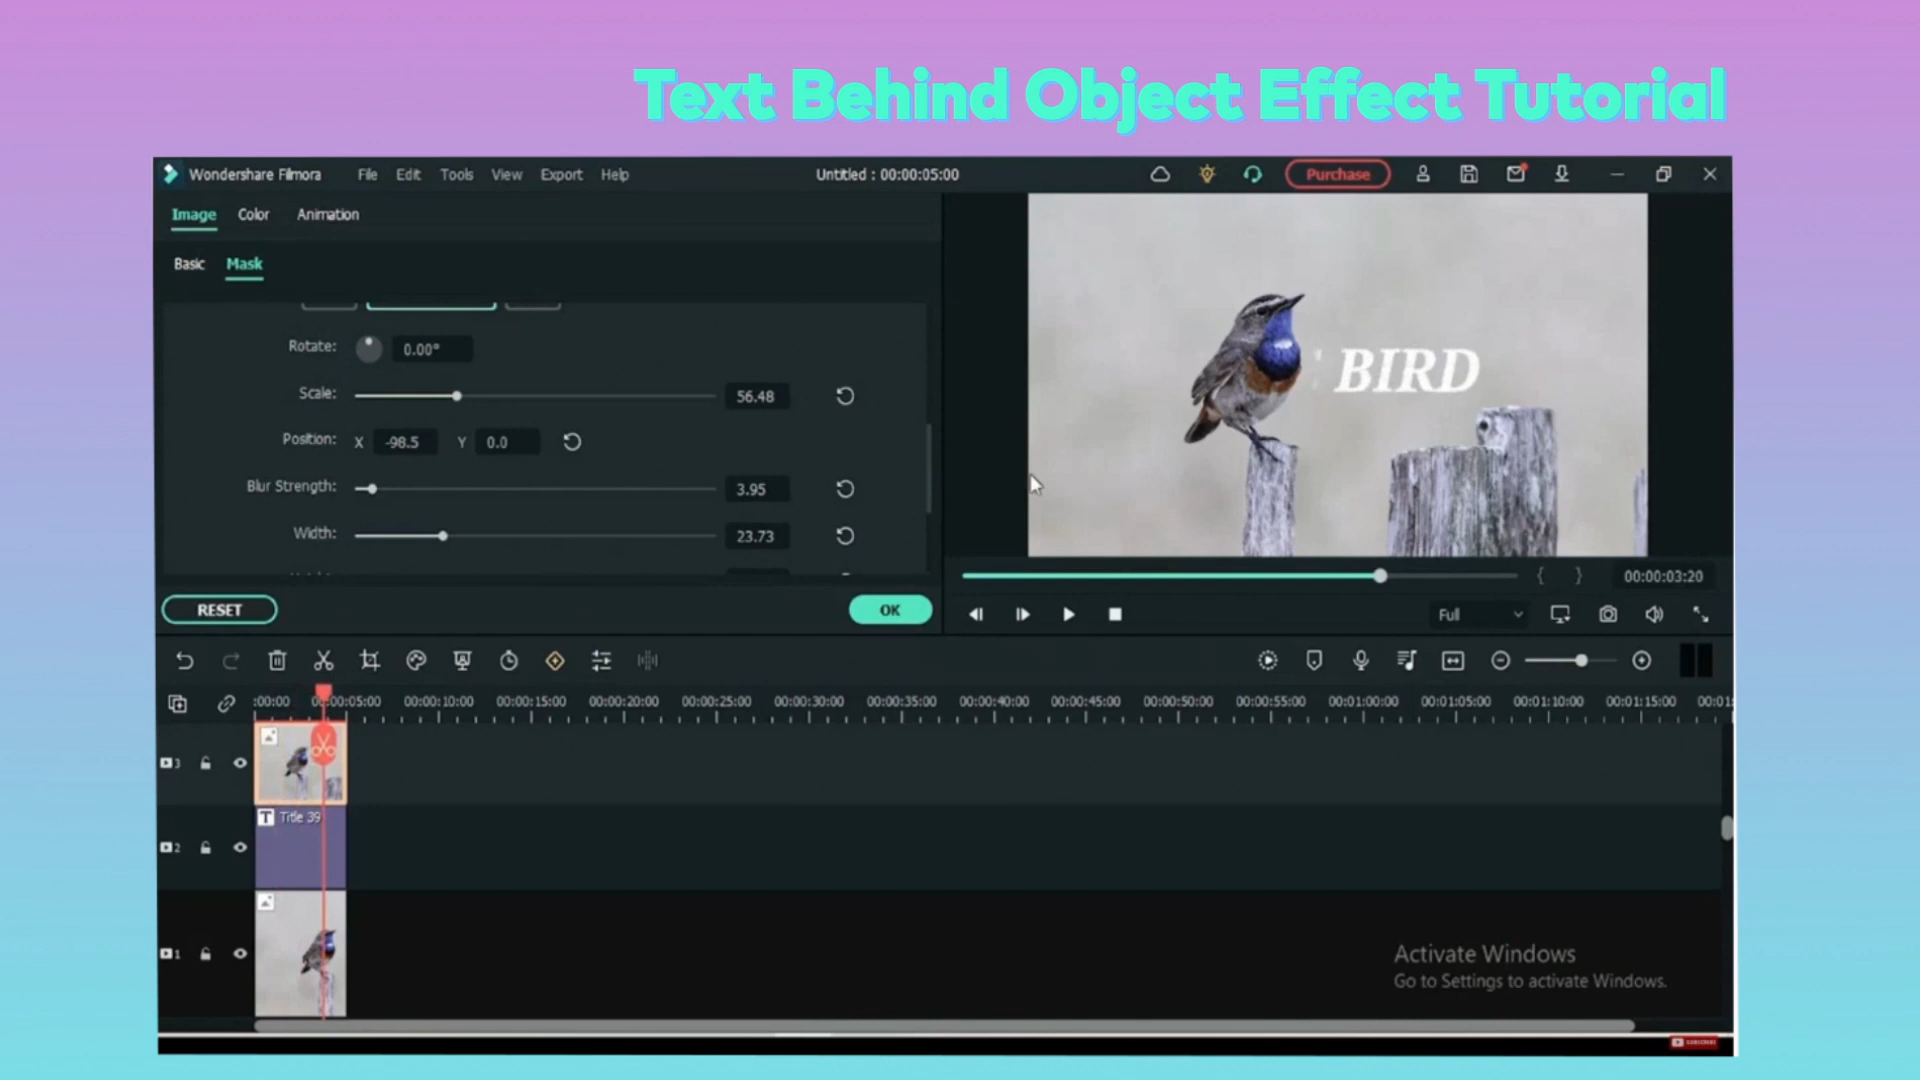 Text Behind Object Effect Tutorial
Wondershare Filmora File Edit Tools View Export Help Untitled : 00:00:05:00 Purchase
Image Color Animation
Basic Mask
Rotate: 0.00°
Scale: 56.48
Position: X -98.5 Y 0.0
Blur Strength: 3.95
Width: 23.73
BIRD
RESET OK
00:00:03:20
Full
:00:00 00:00:05:00 00:00:10:00 00:00:15:00 00:00:20:00 00:00:25:00 00:00:30:00 00:00:35:00 00:00:40:00 00:00:45:00 00:00:50:00 00:00:55:00 00:01:00:00 00:01:05:00 00:01:10:00 00:01:15:00 00:01:
3
T Title 39
2
1
Activate Windows
Go to Settings to activate Windows.
SUBSCRIBE